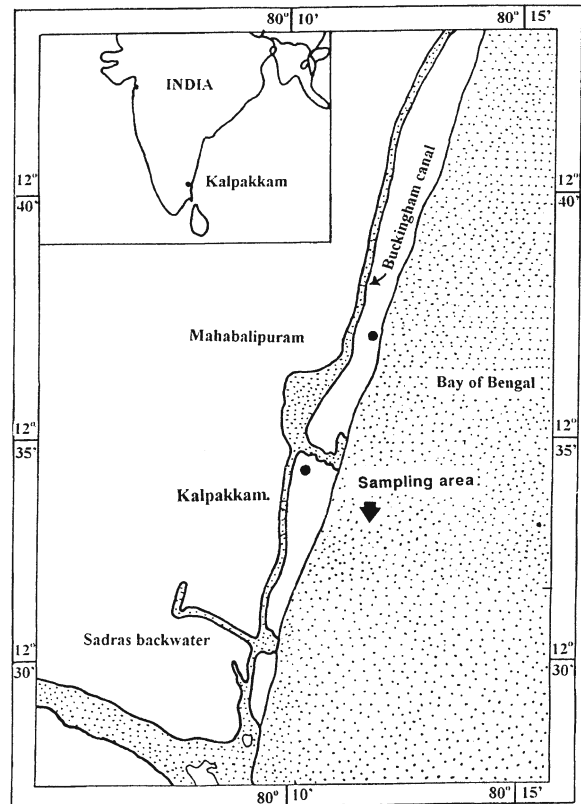 80° 10'
80° 15'
INDIA
Kalpakkam
12°
40'
12°
40'
Buckingham canal
Mahabalipuram
Bay of Bengal
12°
35'
12°
35'
Sampling area
Kalpakkam.
Sadras backwater
12°
30'
12°
30'
80° 10'
80° 15'